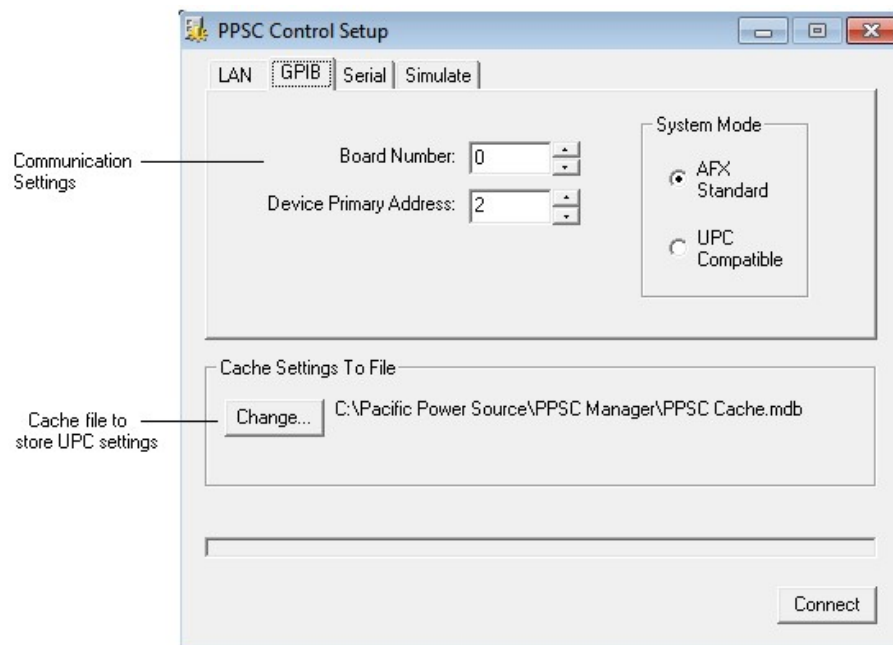 PPSC Control Setup
LAN GPIB Serial Simulate
Communication
Settings
Board Number: 0
Device Primary Address: 2
System Mode
AFX
Standard
UPC
Compatible
Cache Settings To File
Cache file to
store UPC settings
Change... C:\Pacific Power Source\PPSC Manager\PPSC Cache.mdb
Connect